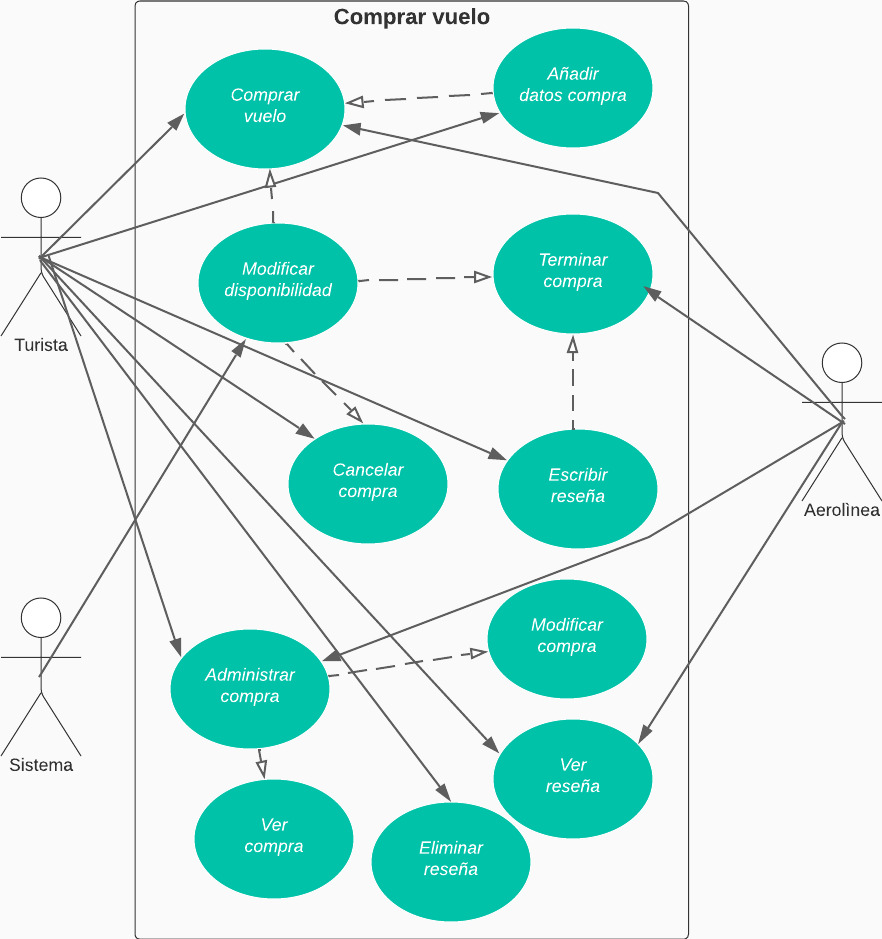 Comprar vuelo
Comprar
vuelo
Añadir
datos compra
Modificar
disponibilidad
Terminar
compra
Turista
Cancelar
compra
Escribir
reseña
Aerolìnea
Administrar
compra
Modificar
compra
Sistema
Ver
reseña
Ver
compra
Eliminar
reseña